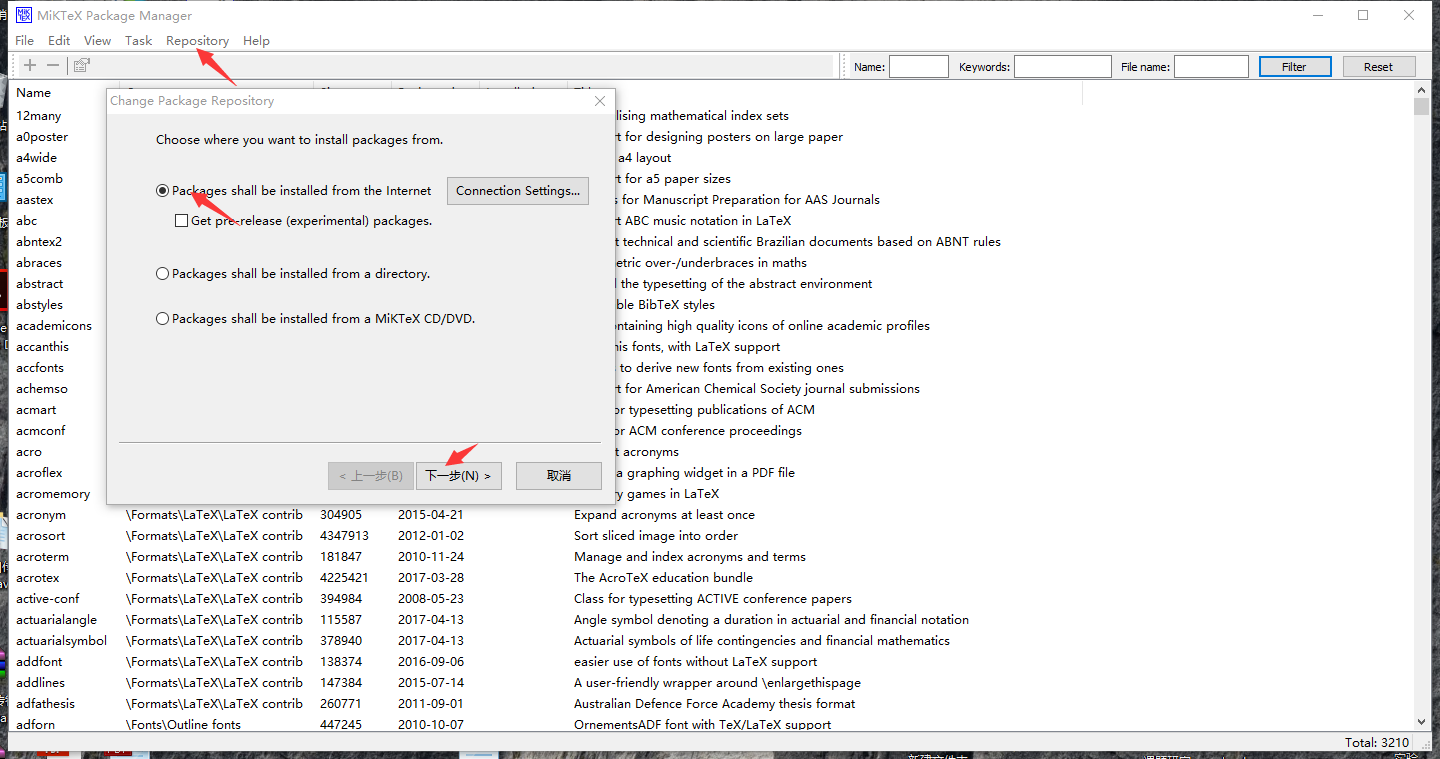 MiKTeX Package Manager
File Edit View Task Repository Help
Name: Keywords: File name: Filter Reset
Name
Change Package Repository
Choose where you want to install packages from.
Packages shall be installed from the Internet Connection Settings...
Get pre-release (experimental) packages.
Packages shall be installed from a directory.
Packages shall be installed from a MiKTeX CD/DVD.
< 上一步(B) 下一步(N) > 取消
12many lising mathematical index sets
a0poster rt for designing posters on large paper
a4wide a4 layout
a5comb rt for a5 paper sizes
aastex s for Manuscript Preparation for AAS Journals
abc rt ABC music notation in LaTeX
abntex2 t technical and scientific Brazilian documents based on ABNT rules
abraces etric over-/underbraces in maths
abstract the typesetting of the abstract environment
abstyles ble BibTeX styles
academicons ontaining high quality icons of online academic profiles
accanthis his fonts, with LaTeX support
accfonts to derive new fonts from existing ones
achemso rt for American Chemical Society journal submissions
acmart or typesetting publications of ACM
acmconf or ACM conference proceedings
acro t acronyms
acroflex a graphing widget in a PDF file
acromemory ry games in LaTeX
acronym \Formats\LaTeX\LaTeX contrib 304905 2015-04-21 Expand acronyms at least once
acrosort \Formats\LaTeX\LaTeX contrib 4347913 2012-01-02 Sort sliced image into order
acroterm \Formats\LaTeX\LaTeX contrib 181847 2010-11-24 Manage and index acronyms and terms
acrotex \Formats\LaTeX\LaTeX contrib 4225421 2017-03-28 The AcroTeX education bundle
active-conf \Formats\LaTeX\LaTeX contrib 394984 2008-05-23 Class for typesetting ACTIVE conference papers
actuarialangle \Formats\LaTeX\LaTeX contrib 115587 2017-04-13 Angle symbol denoting a duration in actuarial and financial notation
actuarialsymbol \Formats\LaTeX\LaTeX contrib 378940 2017-04-13 Actuarial symbols of life contingencies and financial mathematics
addfont \Formats\LaTeX\LaTeX contrib 138374 2016-09-06 easier use of fonts without LaTeX support
addlines \Formats\LaTeX\LaTeX contrib 147384 2015-07-14 A user-friendly wrapper around \enlargethispage
adfathesis \Formats\LaTeX\LaTeX contrib 260771 2011-09-01 Australian Defence Force Academy thesis format
adforn \Fonts\Outline fonts 447245 2010-10-07 OrnementsADF font with TeX/LaTeX support
Total: 3210